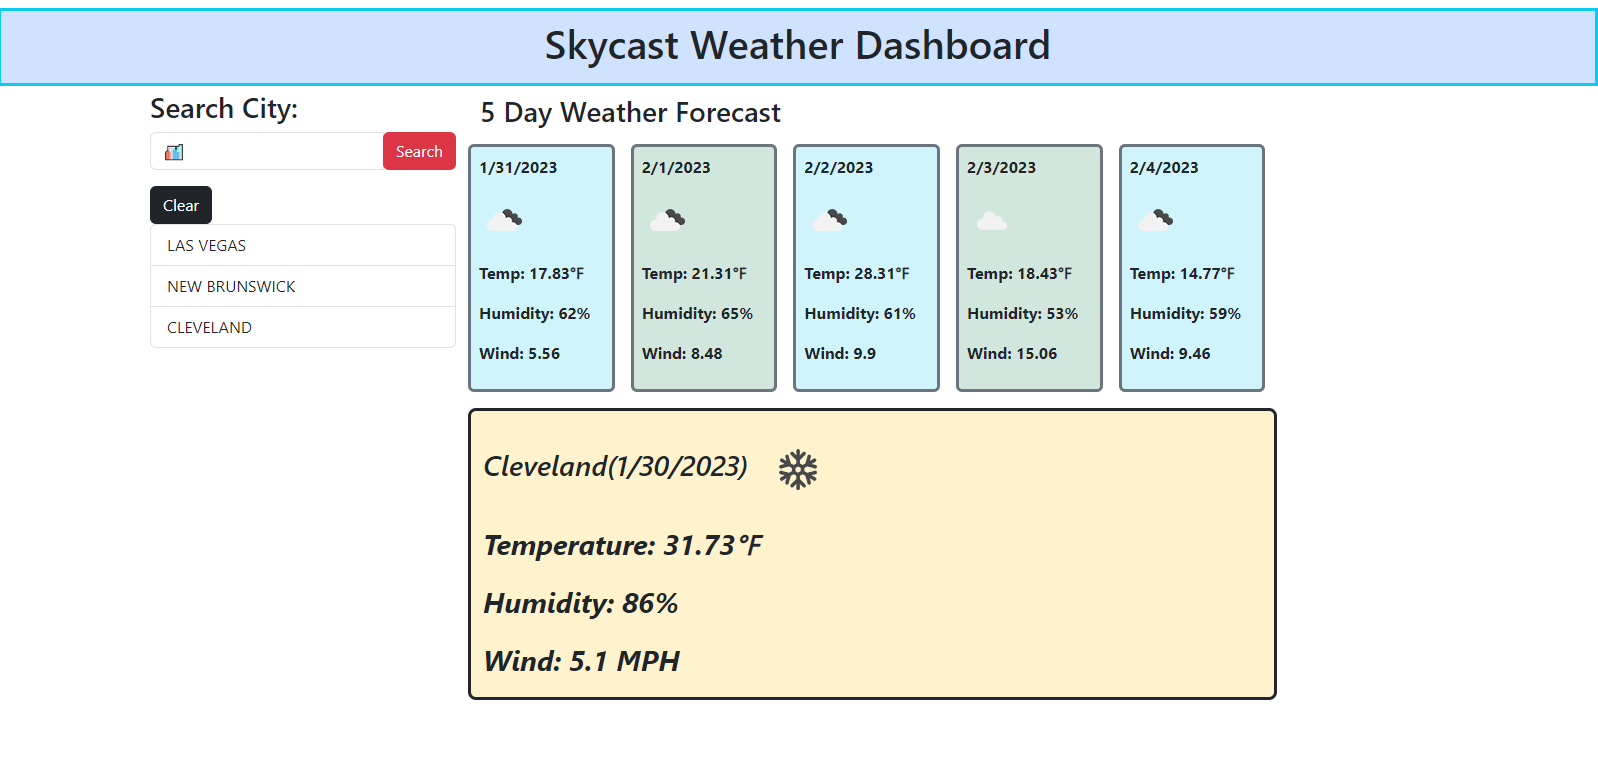 Skycast Weather Dashboard
Search City:
Search
Clear
LAS VEGAS
NEW BRUNSWICK
CLEVELAND
5 Day Weather Forecast
1/31/2023
Temp: 17.83°F
Humidity: 62%
Wind: 5.56
2/1/2023
Temp: 21.31°F
Humidity: 65%
Wind: 8.48
2/2/2023
Temp: 28.31°F
Humidity: 61%
Wind: 9.9
2/3/2023
Temp: 18.43°F
Humidity: 53%
Wind: 15.06
2/4/2023
Temp: 14.77°F
Humidity: 59%
Wind: 9.46
Cleveland(1/30/2023)
Temperature: 31.73°F
Humidity: 86%
Wind: 5.1 MPH